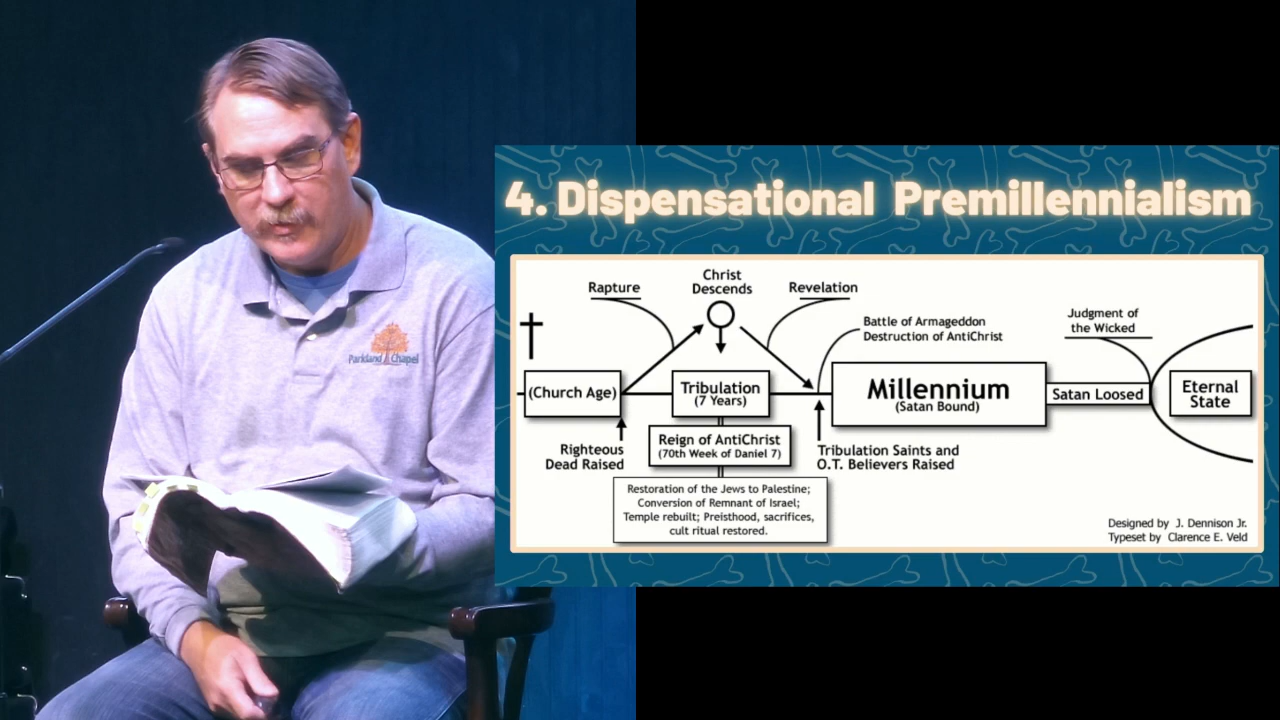 Parkland Chapel
4. Dispensational Premillennialism
Rapture
Christ
Descends
Revelation
Battle of Armageddon
Destruction of AntiChrist
Judgment of
the Wicked
(Church Age)
Tribulation
(7 Years)
Millennium
(Satan Bound)
Satan Loosed
Eternal
State
Righteous
Dead Raised
Reign of AntiChrist
(70th Week of Daniel 7)
Tribulation Saints and
O.T. Believers Raised
Restoration of the Jews to Palestine;
Conversion of Remnant of Israel;
Temple rebuilt; Preisthood, sacrifices,
cult ritual restored.
Designed by J. Dennison Jr.
Typeset by Clarence E. Veld